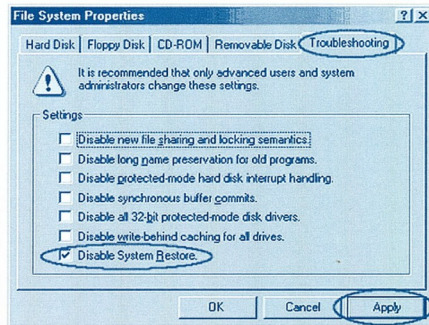 File System Properties
Hard Disk Floppy Disk CD-ROM Removable Disk Troubleshooting
It is recommended that only advanced users and system
administrators change these settings.
Settings
Disable new file sharing and locking semantics.
Disable long name preservation for old programs.
Disable protected-mode hard disk interrupt handling.
Disable synchronous buffer commits.
Disable all 32-bit protected-mode disk drivers.
Disable write-behind caching for all drives.
Disable System Restore.
OK Cancel Apply